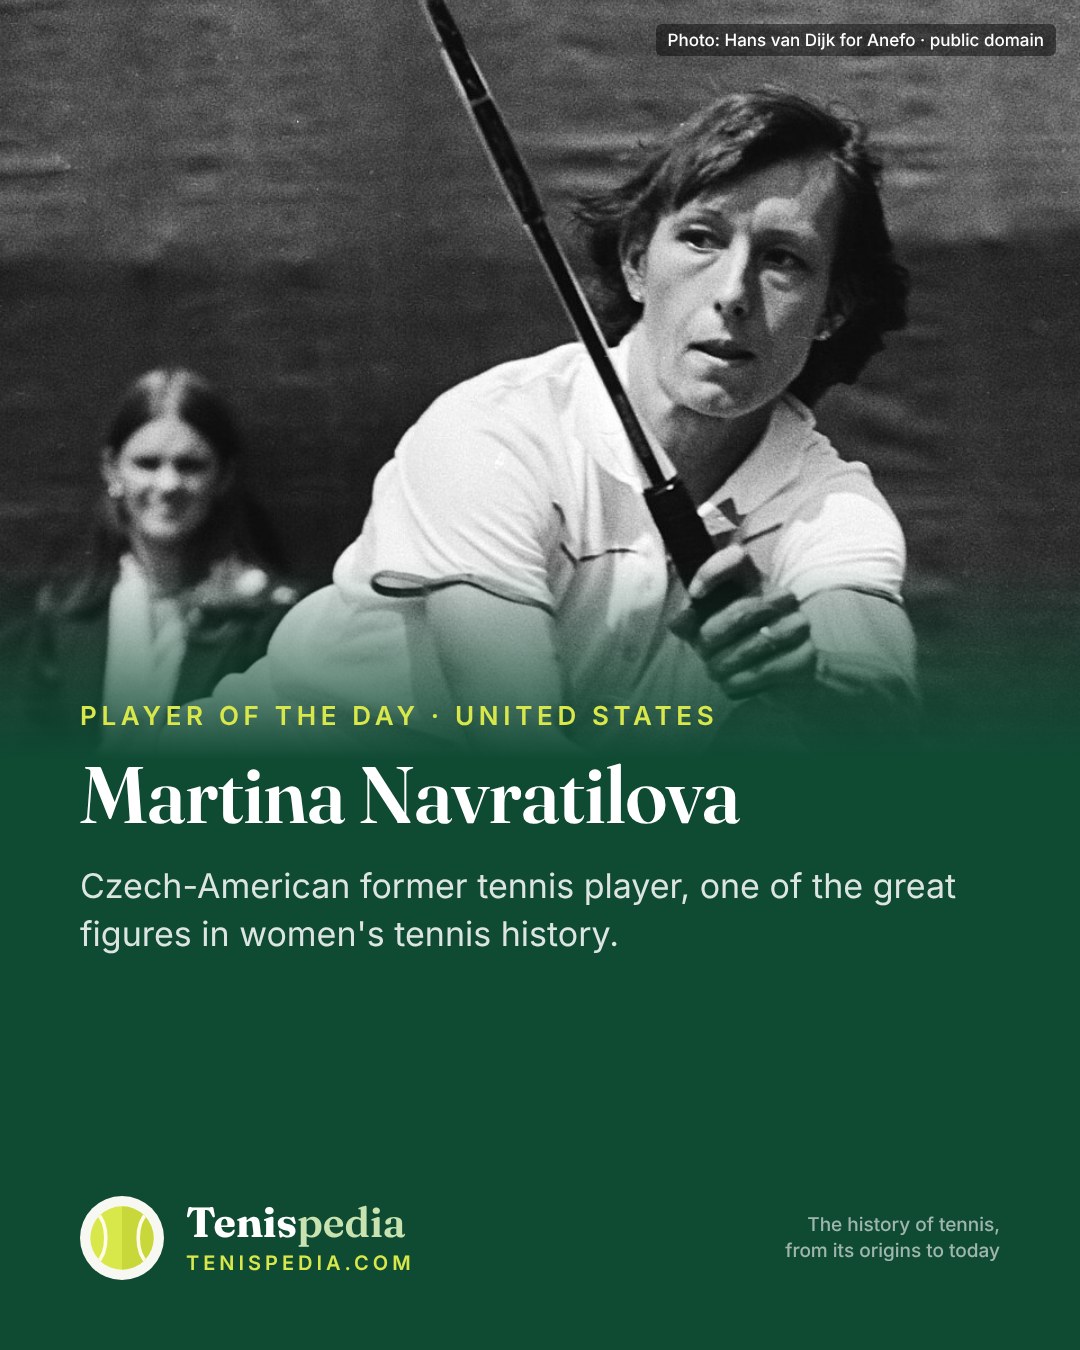 Photo: Hans van Dijk for Anefo · public domain
PLAYER OF THE DAY · UNITED STATES
Martina Navratilova
Czech-American former tennis player, one of the great
figures in women's tennis history.
Tenispedia
TENISPEDIA.COM
The history of tennis,
from its origins to today